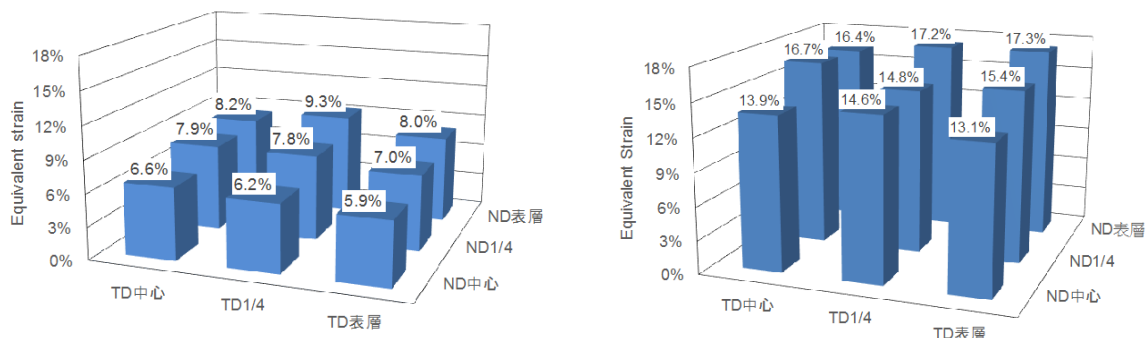 Equivalent strain
18%
15%
12%
9%
6%
3%
0%
8.2%
9.3%
8.0%
7.9%
7.8%
7.0%
6.6%
6.2%
5.9%
TD中心
TD1/4
TD表層
ND表層
ND1/4
ND中心
Equivalent Strain
18%
15%
12%
9%
6%
3%
0%
16.4%
17.2%
17.3%
16.7%
14.8%
15.4%
13.9%
14.6%
13.1%
TD中心
TD1/4
TD表層
ND表層
ND1/4
ND中心